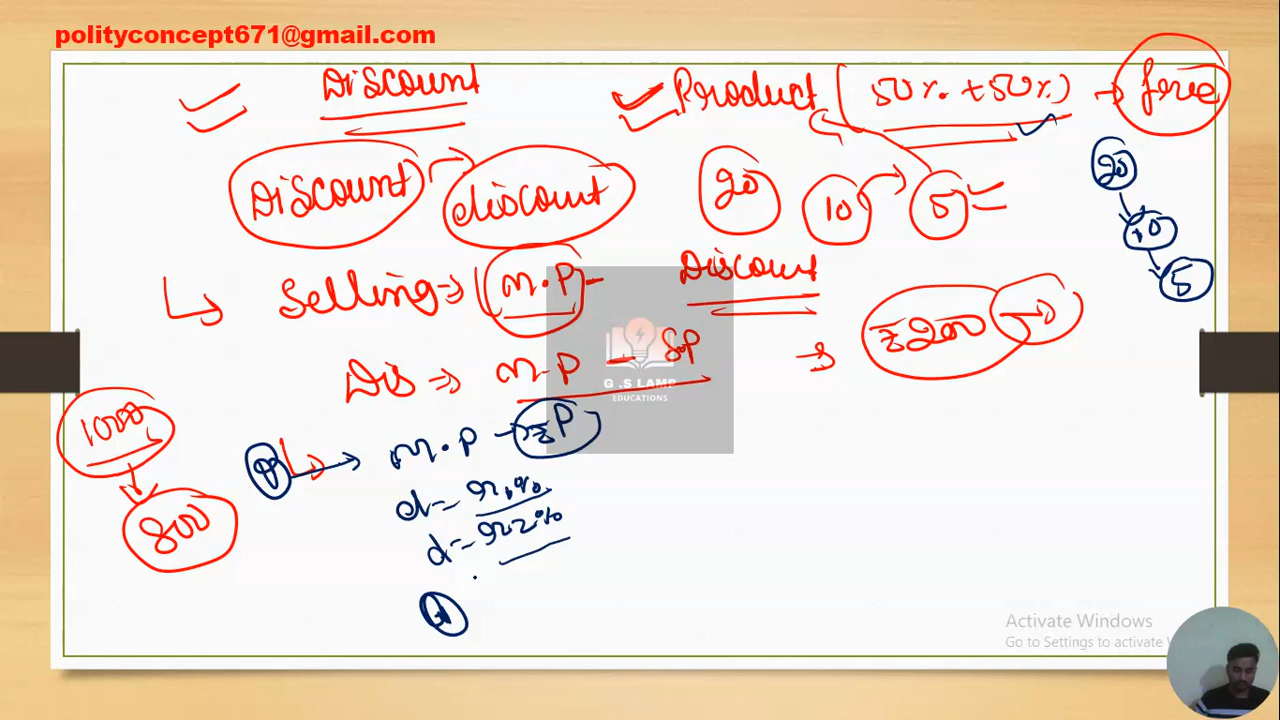 polityconcept671@gmail.com
Discount
Product (50% + 50%) → free
Discount discount
20 10 5
20
10
5
Selling ⇒ (M.P - Discount
Dis ⇒ M.P - S.P
→ ₹200
G.S LAMP
EDUCATIONS
1000
800
M.P -
d = %
d = %
Activate Windows
Go to Settings to activate W